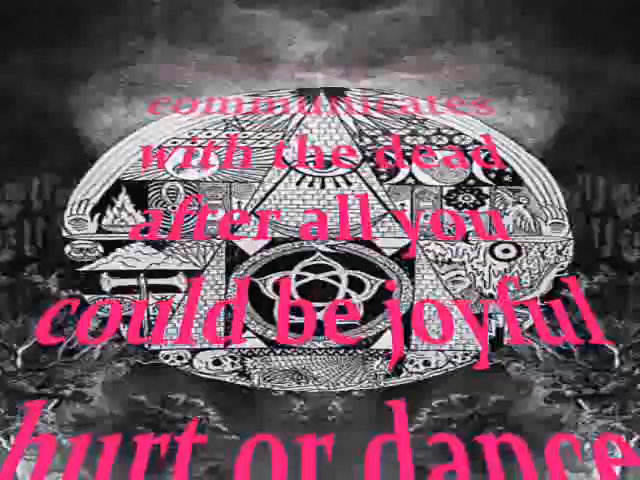 communicates
with the dead
after all you
could be joyful
hurt or dance